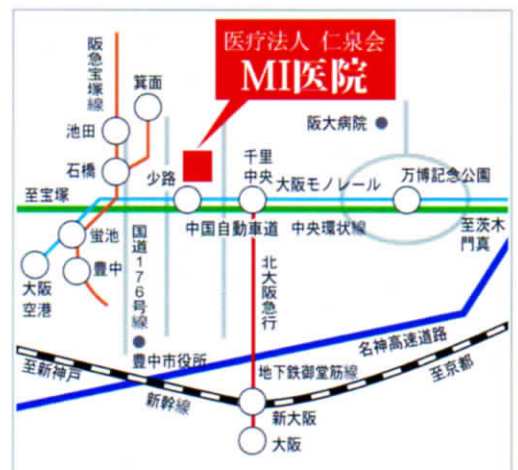 医疗法人 仁泉会
MI医院
阪急宝塚線
箕面
池田
石橋
阪大病院
千里
中央
少路
大阪モノレール
万博記念公園
至宝塚
中国自動車道
中央環状線
至茨木
門真
蛍池
豊中
大阪
空港
国道176号線
北大阪急行
豊中市役所
名神高速道路
地下鉄御堂筋線
至新神戸
新幹線
至京都
新大阪
大阪